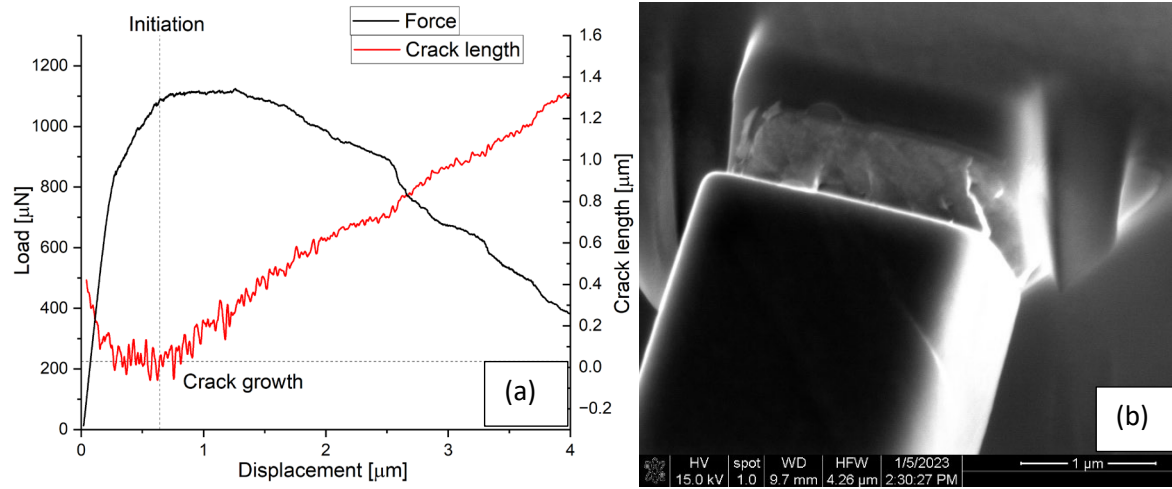 Initiation
Force
Crack length
1200
1000
800
600
400
200
0
Load [μN]
1.6
1.4
1.2
1.0
0.8
0.6
0.4
0.2
0.0
−0.2
Crack length [μm]
Crack growth
(a)
0
1
2
3
4
Displacement [μm]
(b)
HV spot WD HFW 1/5/2023
15.0 kV 1.0 9.7 mm 4.26 µm 2:30:27 PM
1 µm